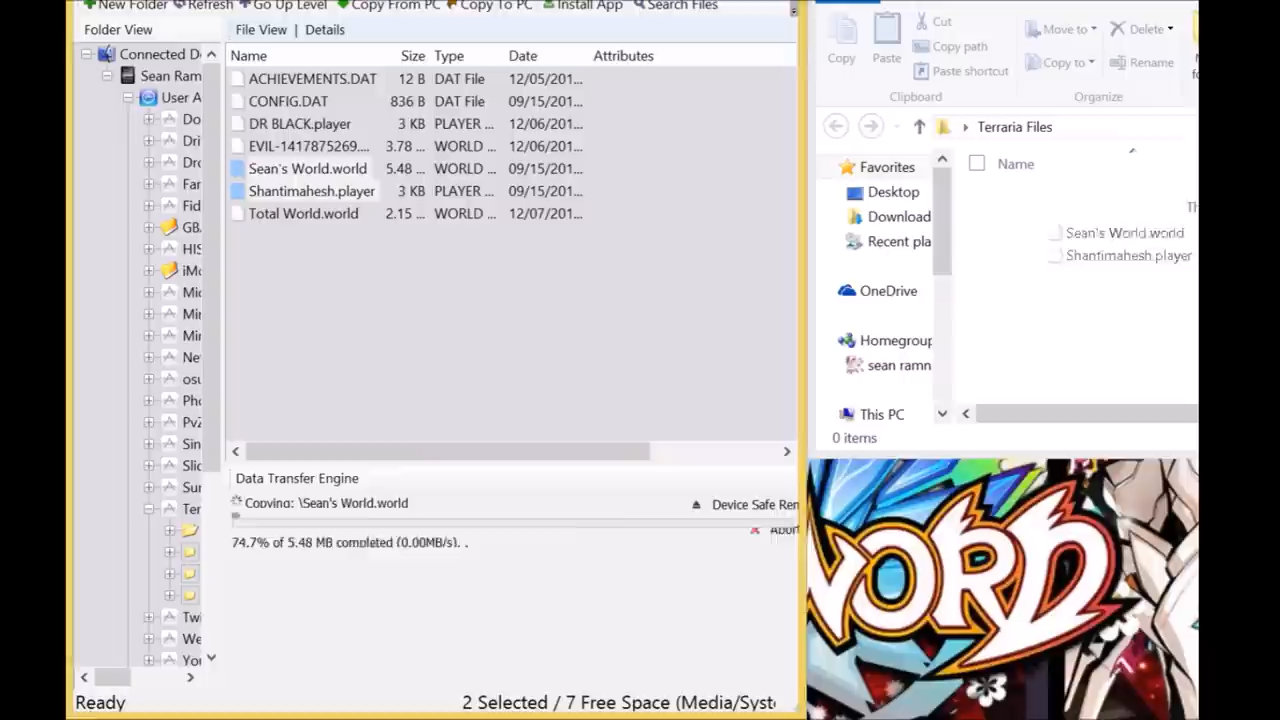 New Folder Refresh Go Up Level Copy From PC Copy To PC Install App Search Files
Folder View
File View Details
Connected D
Sean Ram
User A
Do
Dri
Dro
Far
Fid
GB
HIS
iMo
Mic
Mir
Mir
Ne
osu
Pho
PvZ
Sin
Slic
Sur
Ter
Twi
We
You
Name Size Type Date Attributes
ACHIEVEMENTS.DAT 12 B DAT File 12/05/201...
CONFIG.DAT 836 B DAT File 09/15/201...
DR BLACK.player 3 KB PLAYER ... 12/06/201...
EVIL-1417875269.... 3.78 ... WORLD ... 12/06/201...
Sean's World.world 5.48 ... WORLD ... 09/15/201...
Shantimahesh.player 3 KB PLAYER ... 09/15/201...
Total World.world 2.15 ... WORLD ... 12/07/201...
Data Transfer Engine
Copying: \Sean's World.world
Device Safe Rem
Abort
74.7% of 5.48 MB completed (0.00MB/s). .
Ready
2 Selected / 7 Free Space (Media/Syste
Copy
Paste
Cut
Copy path
Paste shortcut
Clipboard
Move to
Copy to
Delete
Rename
Organize
Terraria Files
Favorites
Desktop
Download
Recent pla
OneDrive
Homegroup
sean ramn
This PC
Name
Th
Sean's World.world
Shantimahesh.player
0 items
WORD